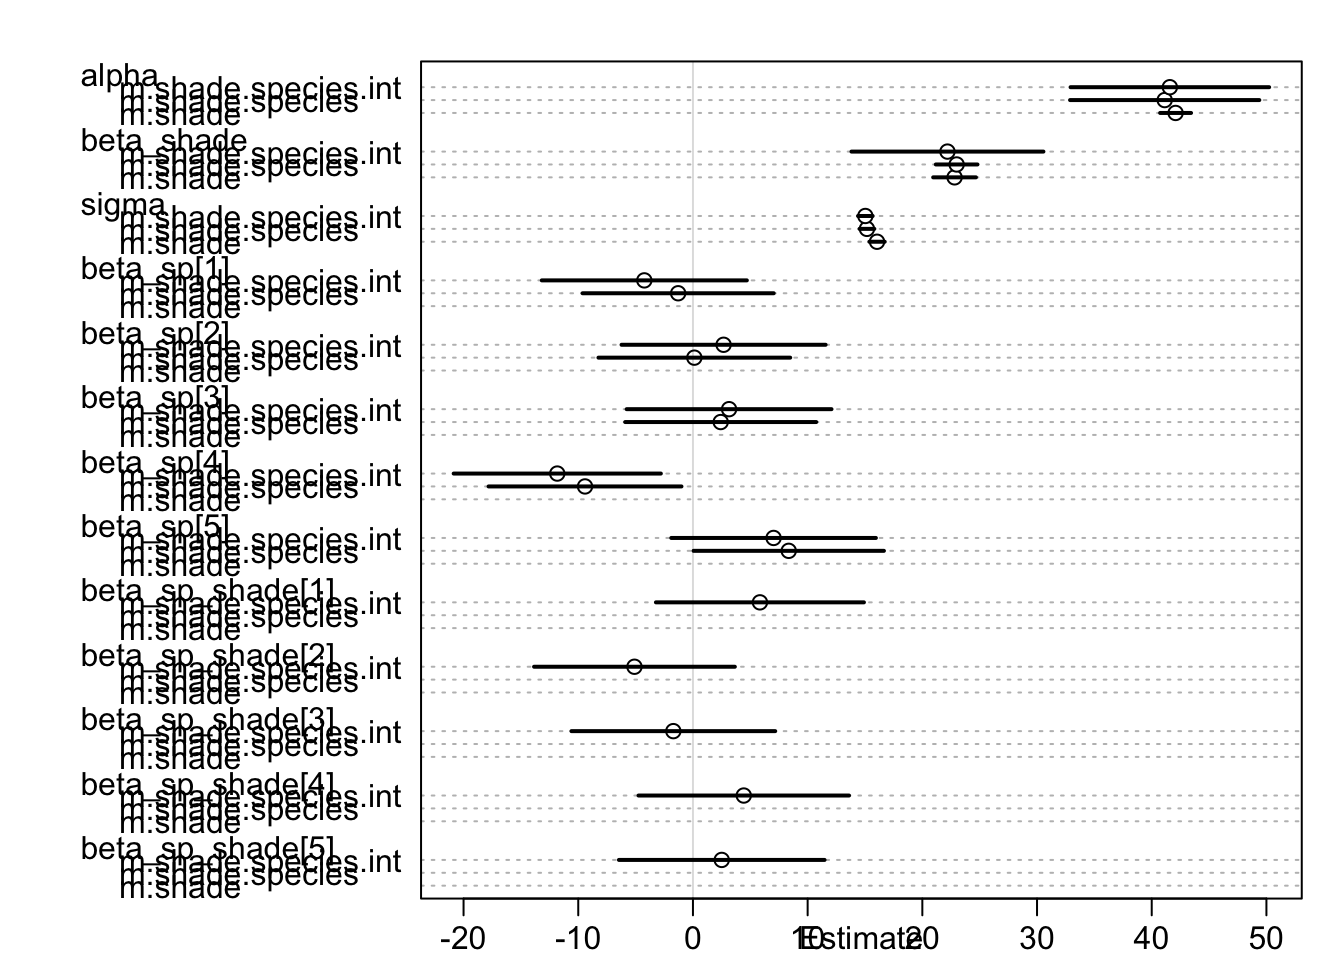 alpha
m.shade.species.int
m.shade.species
m.shade
beta_shade
m.shade.species.int
m.shade.species
m.shade
sigma
m.shade.species.int
m.shade.species
m.shade
beta_sp[1]
m.shade.species.int
m.shade.species
m.shade
beta_sp[2]
m.shade.species.int
m.shade.species
m.shade
beta_sp[3]
m.shade.species.int
m.shade.species
m.shade
beta_sp[4]
m.shade.species.int
m.shade.species
m.shade
beta_sp[5]
m.shade.species.int
m.shade.species
m.shade
beta_sp_shade[1]
m.shade.species.int
m.shade.species
m.shade
beta_sp_shade[2]
m.shade.species.int
m.shade.species
m.shade
beta_sp_shade[3]
m.shade.species.int
m.shade.species
m.shade
beta_sp_shade[4]
m.shade.species.int
m.shade.species
m.shade
beta_sp_shade[5]
m.shade.species.int
m.shade.species
m.shade
-20 -10 0 10 20 30 40 50
Estimate